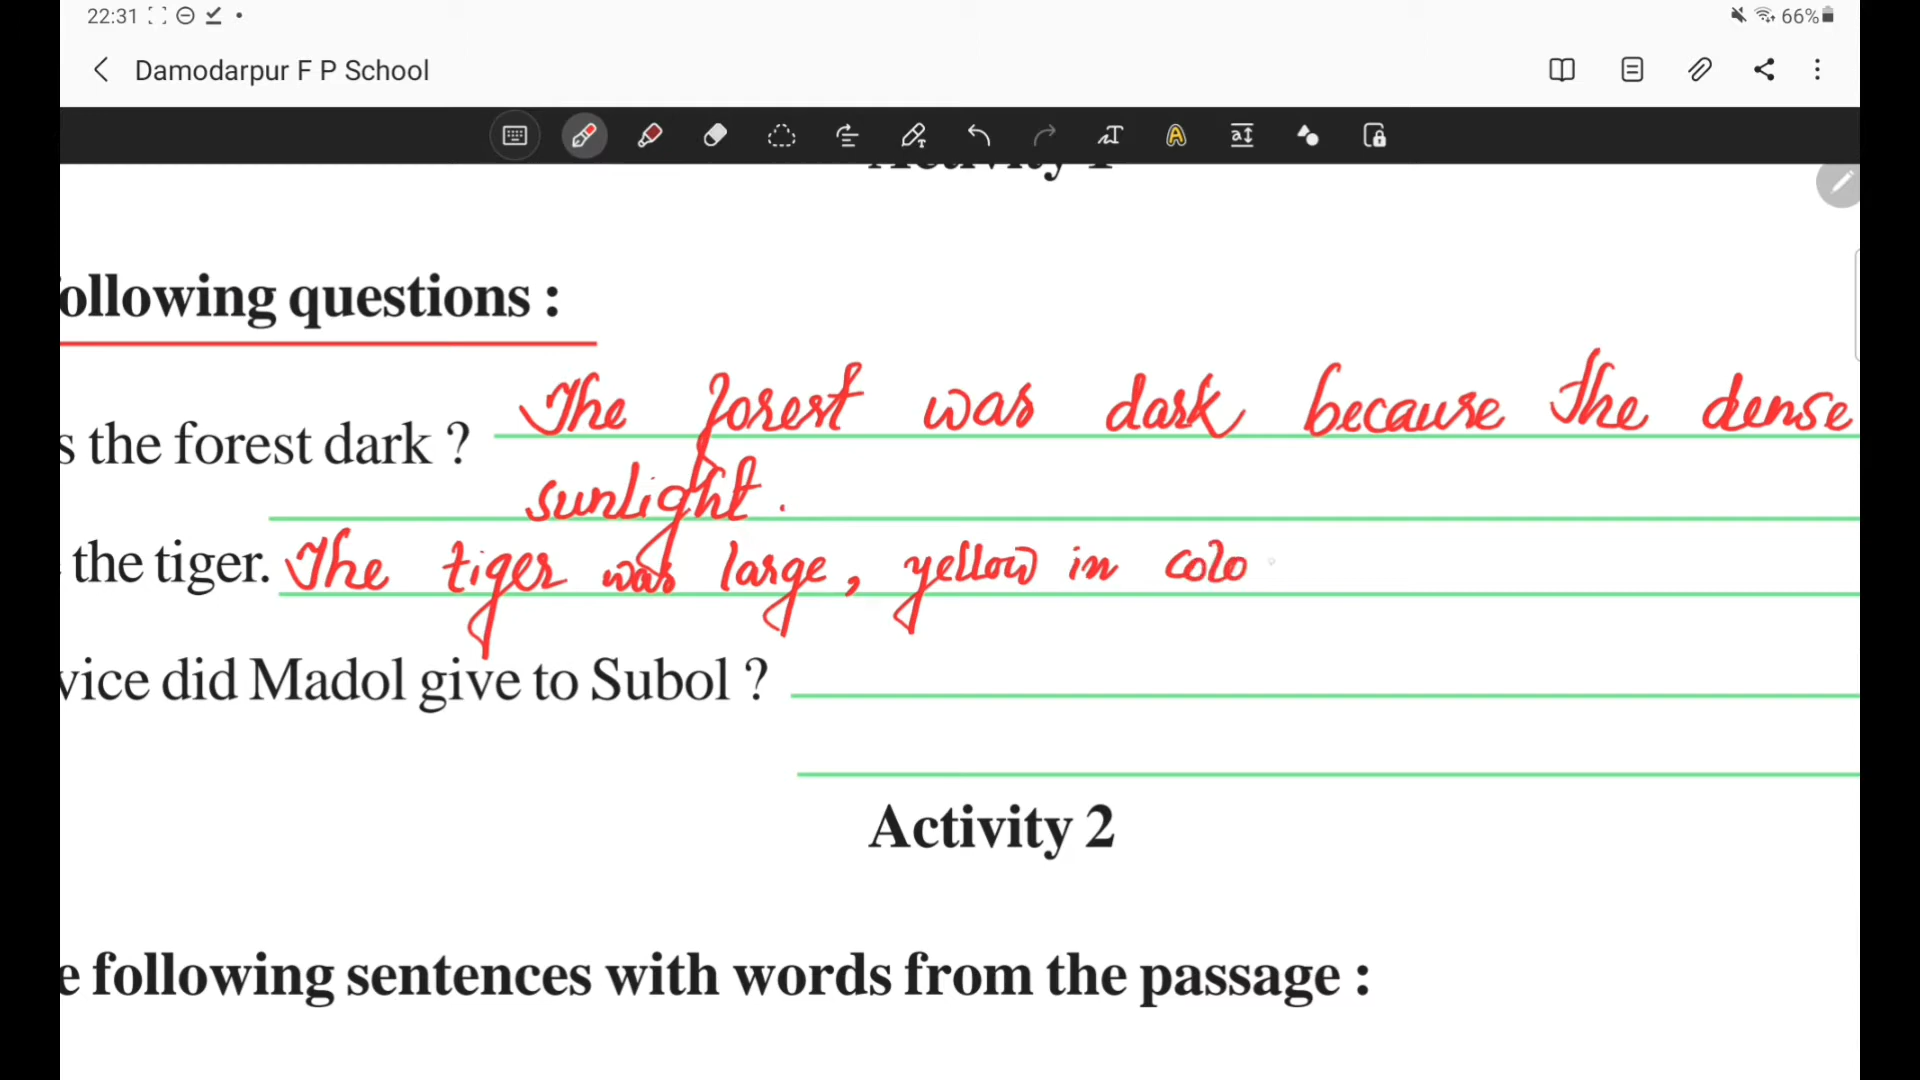 22:31 66%
Damodarpur F P School
Activity 1
ollowing questions :
The forest was dark because the dense
s the forest dark ?
sunlight.
the tiger. The tiger was large, yellow in colo
vice did Madol give to Subol ?
Activity 2
e following sentences with words from the passage :